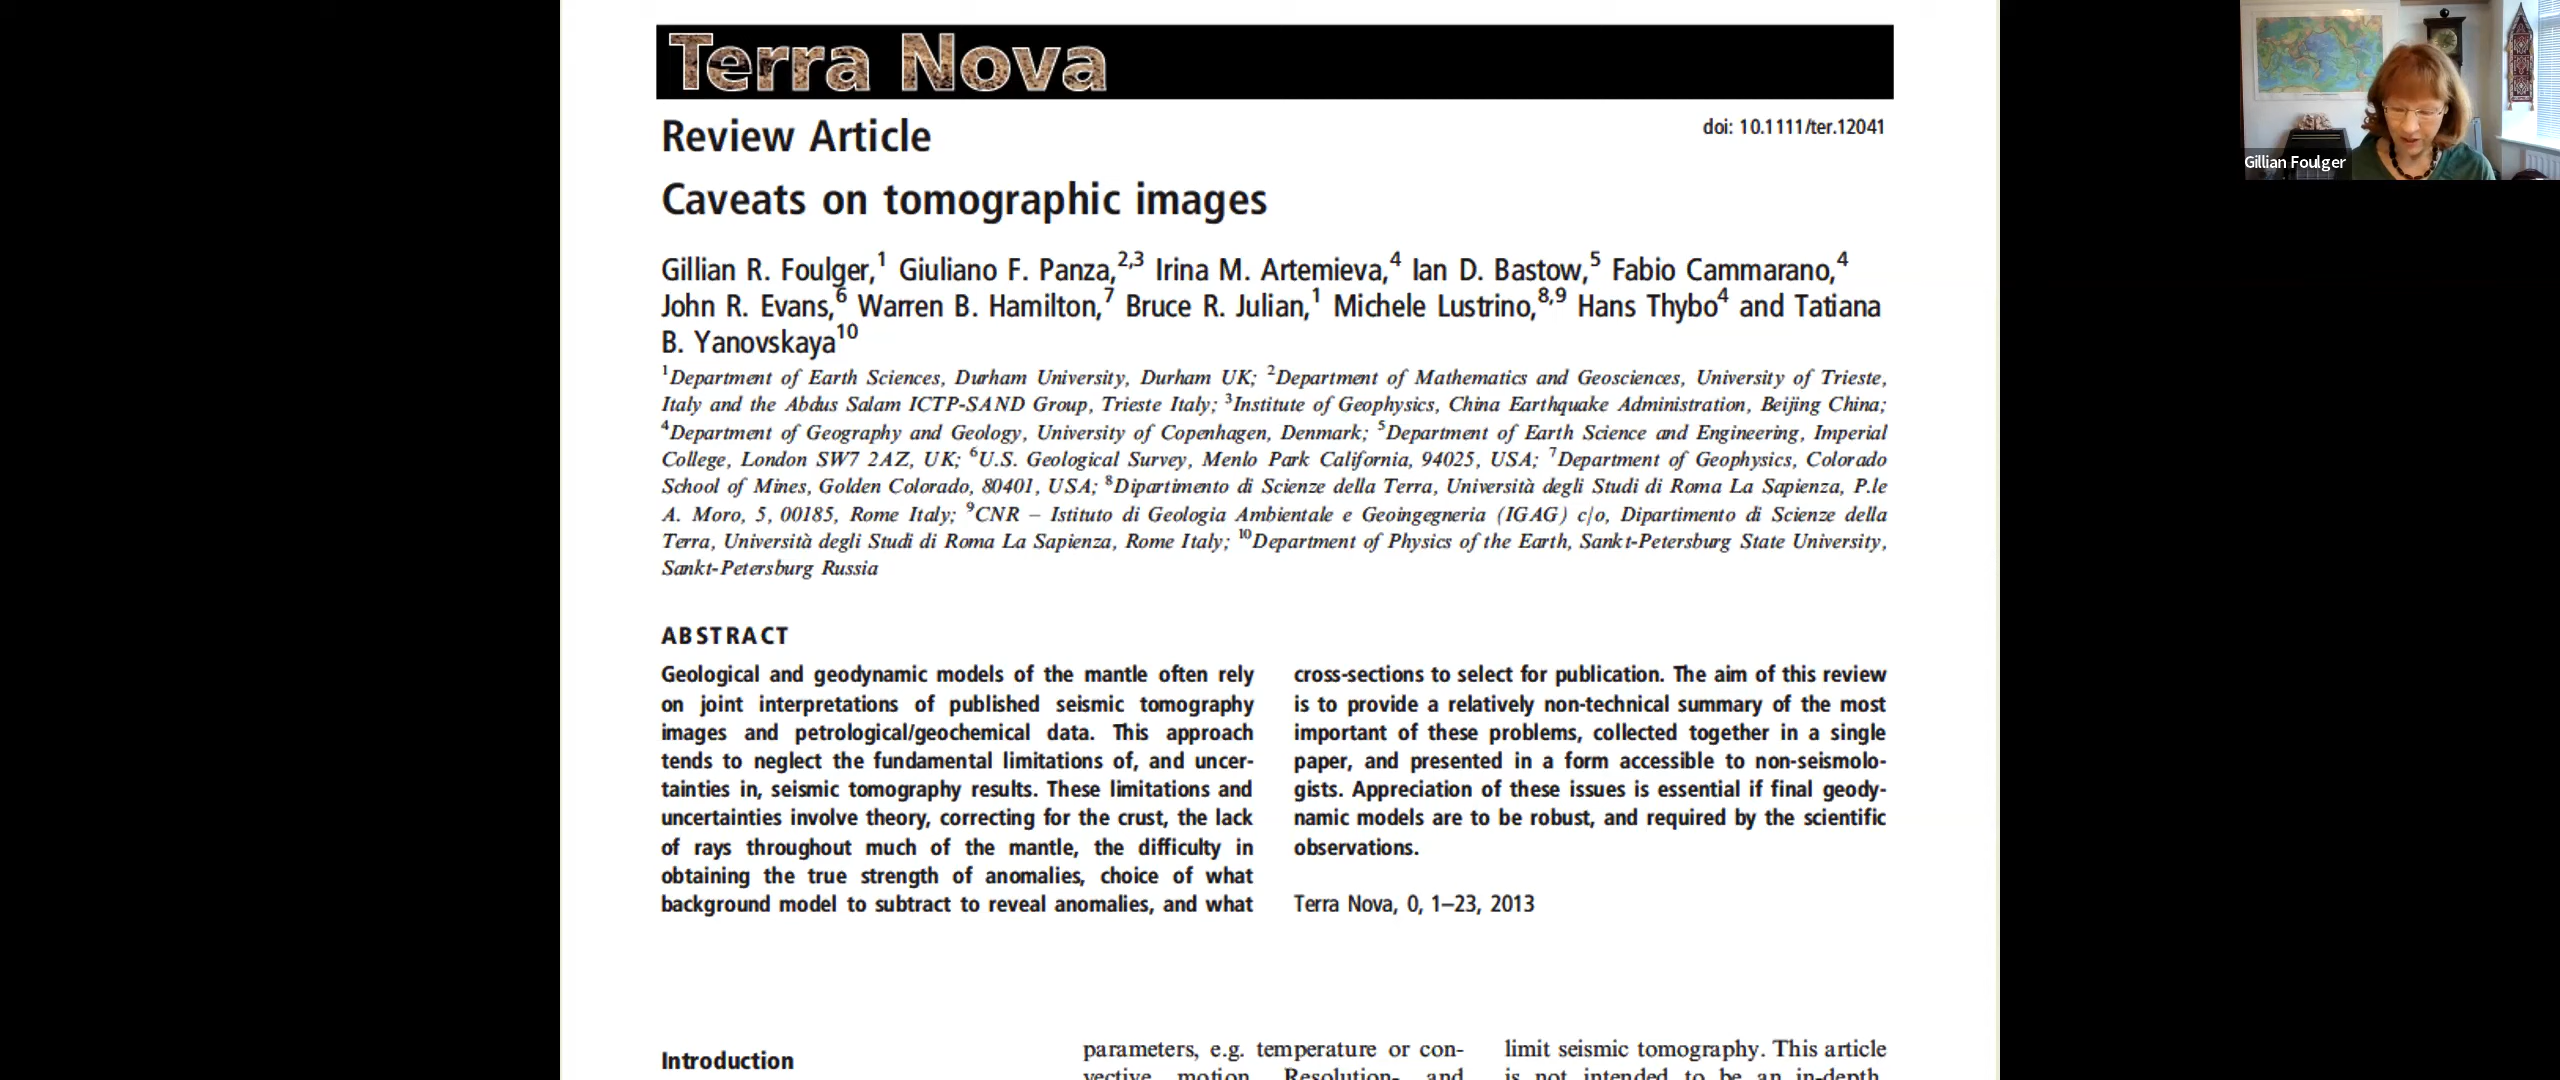 Terra Nova
Review Article
doi: 10.1111/ter.12041
Caveats on tomographic images
Gillian R. Foulger,1 Giuliano F. Panza,2,3 Irina M. Artemieva,4 Ian D. Bastow,5 Fabio Cammarano,4
John R. Evans,6 Warren B. Hamilton,7 Bruce R. Julian,1 Michele Lustrino,8,9 Hans Thybo4 and Tatiana
B. Yanovskaya10
1Department of Earth Sciences, Durham University, Durham UK; 2Department of Mathematics and Geosciences, University of Trieste,
Italy and the Abdus Salam ICTP-SAND Group, Trieste Italy; 3Institute of Geophysics, China Earthquake Administration, Beijing China;
4Department of Geography and Geology, University of Copenhagen, Denmark; 5Department of Earth Science and Engineering, Imperial
College, London SW7 2AZ, UK; 6U.S. Geological Survey, Menlo Park California, 94025, USA; 7Department of Geophysics, Colorado
School of Mines, Golden Colorado, 80401, USA; 8Dipartimento di Scienze della Terra, Università degli Studi di Roma La Sapienza, P.le
A. Moro, 5, 00185, Rome Italy; 9CNR – Istituto di Geologia Ambientale e Geoingegneria (IGAG) c/o, Dipartimento di Scienze della
Terra, Università degli Studi di Roma La Sapienza, Rome Italy; 10Department of Physics of the Earth, Sankt-Petersburg State University,
Sankt-Petersburg Russia
ABSTRACT
Geological and geodynamic models of the mantle often rely
on joint interpretations of published seismic tomography
images and petrological/geochemical data. This approach
tends to neglect the fundamental limitations of, and uncer-
tainties in, seismic tomography results. These limitations and
uncertainties involve theory, correcting for the crust, the lack
of rays throughout much of the mantle, the difficulty in
obtaining the true strength of anomalies, choice of what
background model to subtract to reveal anomalies, and what
cross-sections to select for publication. The aim of this review
is to provide a relatively non-technical summary of the most
important of these problems, collected together in a single
paper, and presented in a form accessible to non-seismolo-
gists. Appreciation of these issues is essential if final geody-
namic models are to be robust, and required by the scientific
observations.
Terra Nova, 0, 1–23, 2013
Introduction
parameters, e.g. temperature or con-
vective motion. Resolution- and
limit seismic tomography. This article
is not intended to be an in-depth,
Gillian Foulger